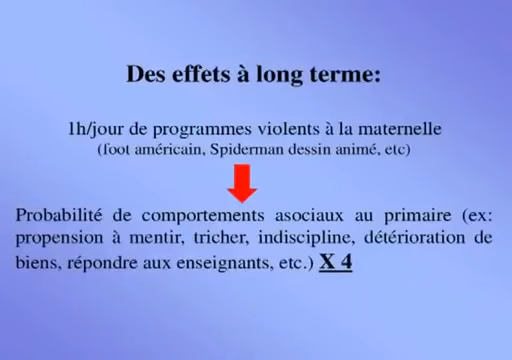 Des effets à long terme:
1h/jour de programmes violents à la maternelle
(foot américain, Spiderman dessin animé, etc)
Probabilité de comportements asociaux au primaire (ex:
propension à mentir, tricher, indiscipline, détérioration de
biens, répondre aux enseignants, etc.) X 4